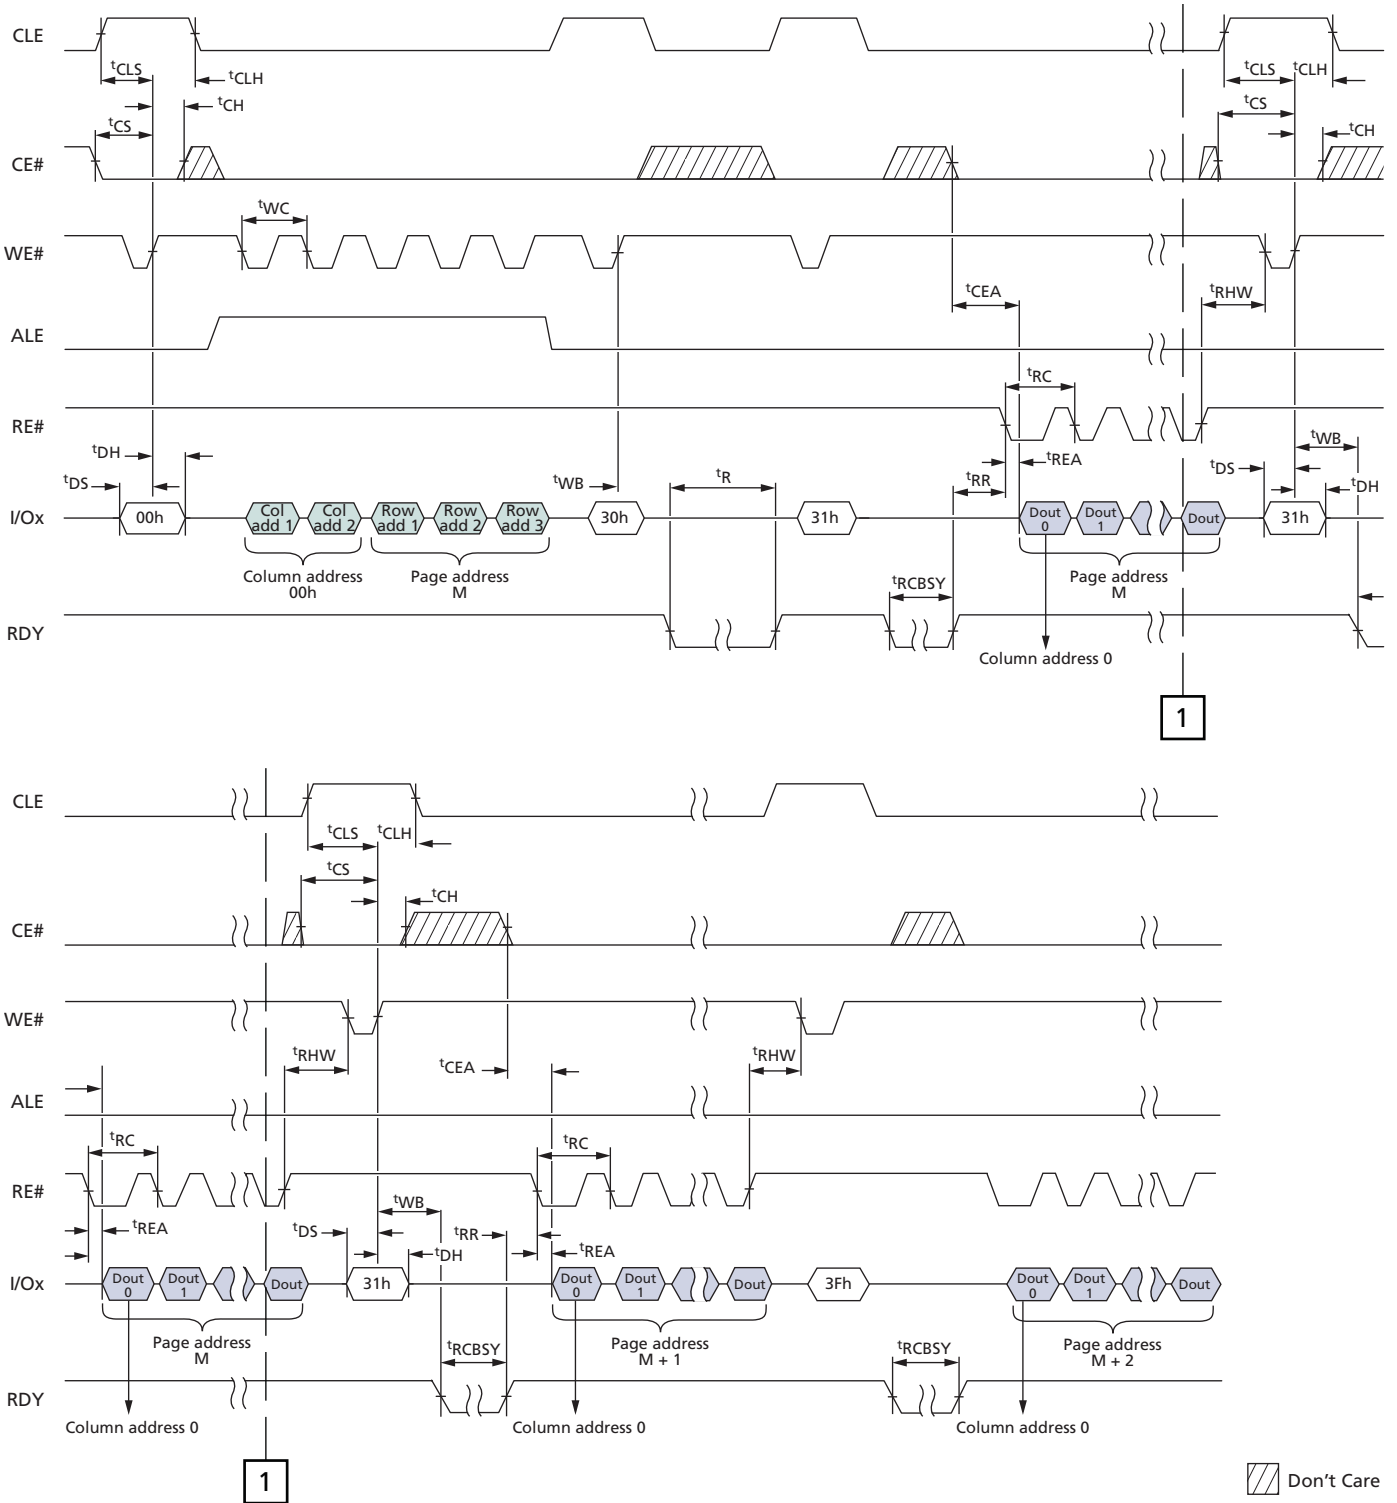 CLE
tCLS
tCLH
tCLS
tCLH
tCH
tCS
tCS
tCH
CE#
tWC
WE#
tCEA
tRHW
ALE
tRC
RE#
tDH
tWB
tREA
tDS
tWB
tR
tRR
tDS
tDH
I/Ox
00h
Col add 1
Col add 2
Row add 1
Row add 2
Row add 3
30h
31h
Dout 0
Dout 1
Dout
31h
Column address 00h
Page address M
Page address M
tRCBSY
RDY
Column address 0
1
CLE
tCLS
tCLH
tCS
tCH
CE#
WE#
tRHW
tCEA
tRHW
ALE
tRC
tRC
RE#
tREA
tWB
tDS
tRR
tDH
tREA
I/Ox
Dout 0
Dout 1
Dout
31h
Dout 0
Dout 1
Dout
3Fh
Dout 0
Dout 1
Dout
Page address M
Page address M + 1
Page address M + 2
tRCBSY
tRCBSY
RDY
Column address 0
Column address 0
Column address 0
1
Don't Care